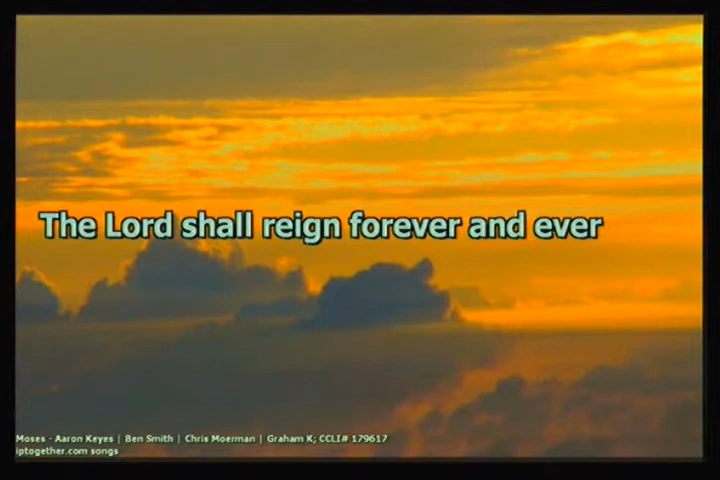 The Lord shall reign forever and ever
Moses - Aaron Keyes | Ben Smith | Chris Moerman | Graham K; CCLI# 179617
iptogether.com songs